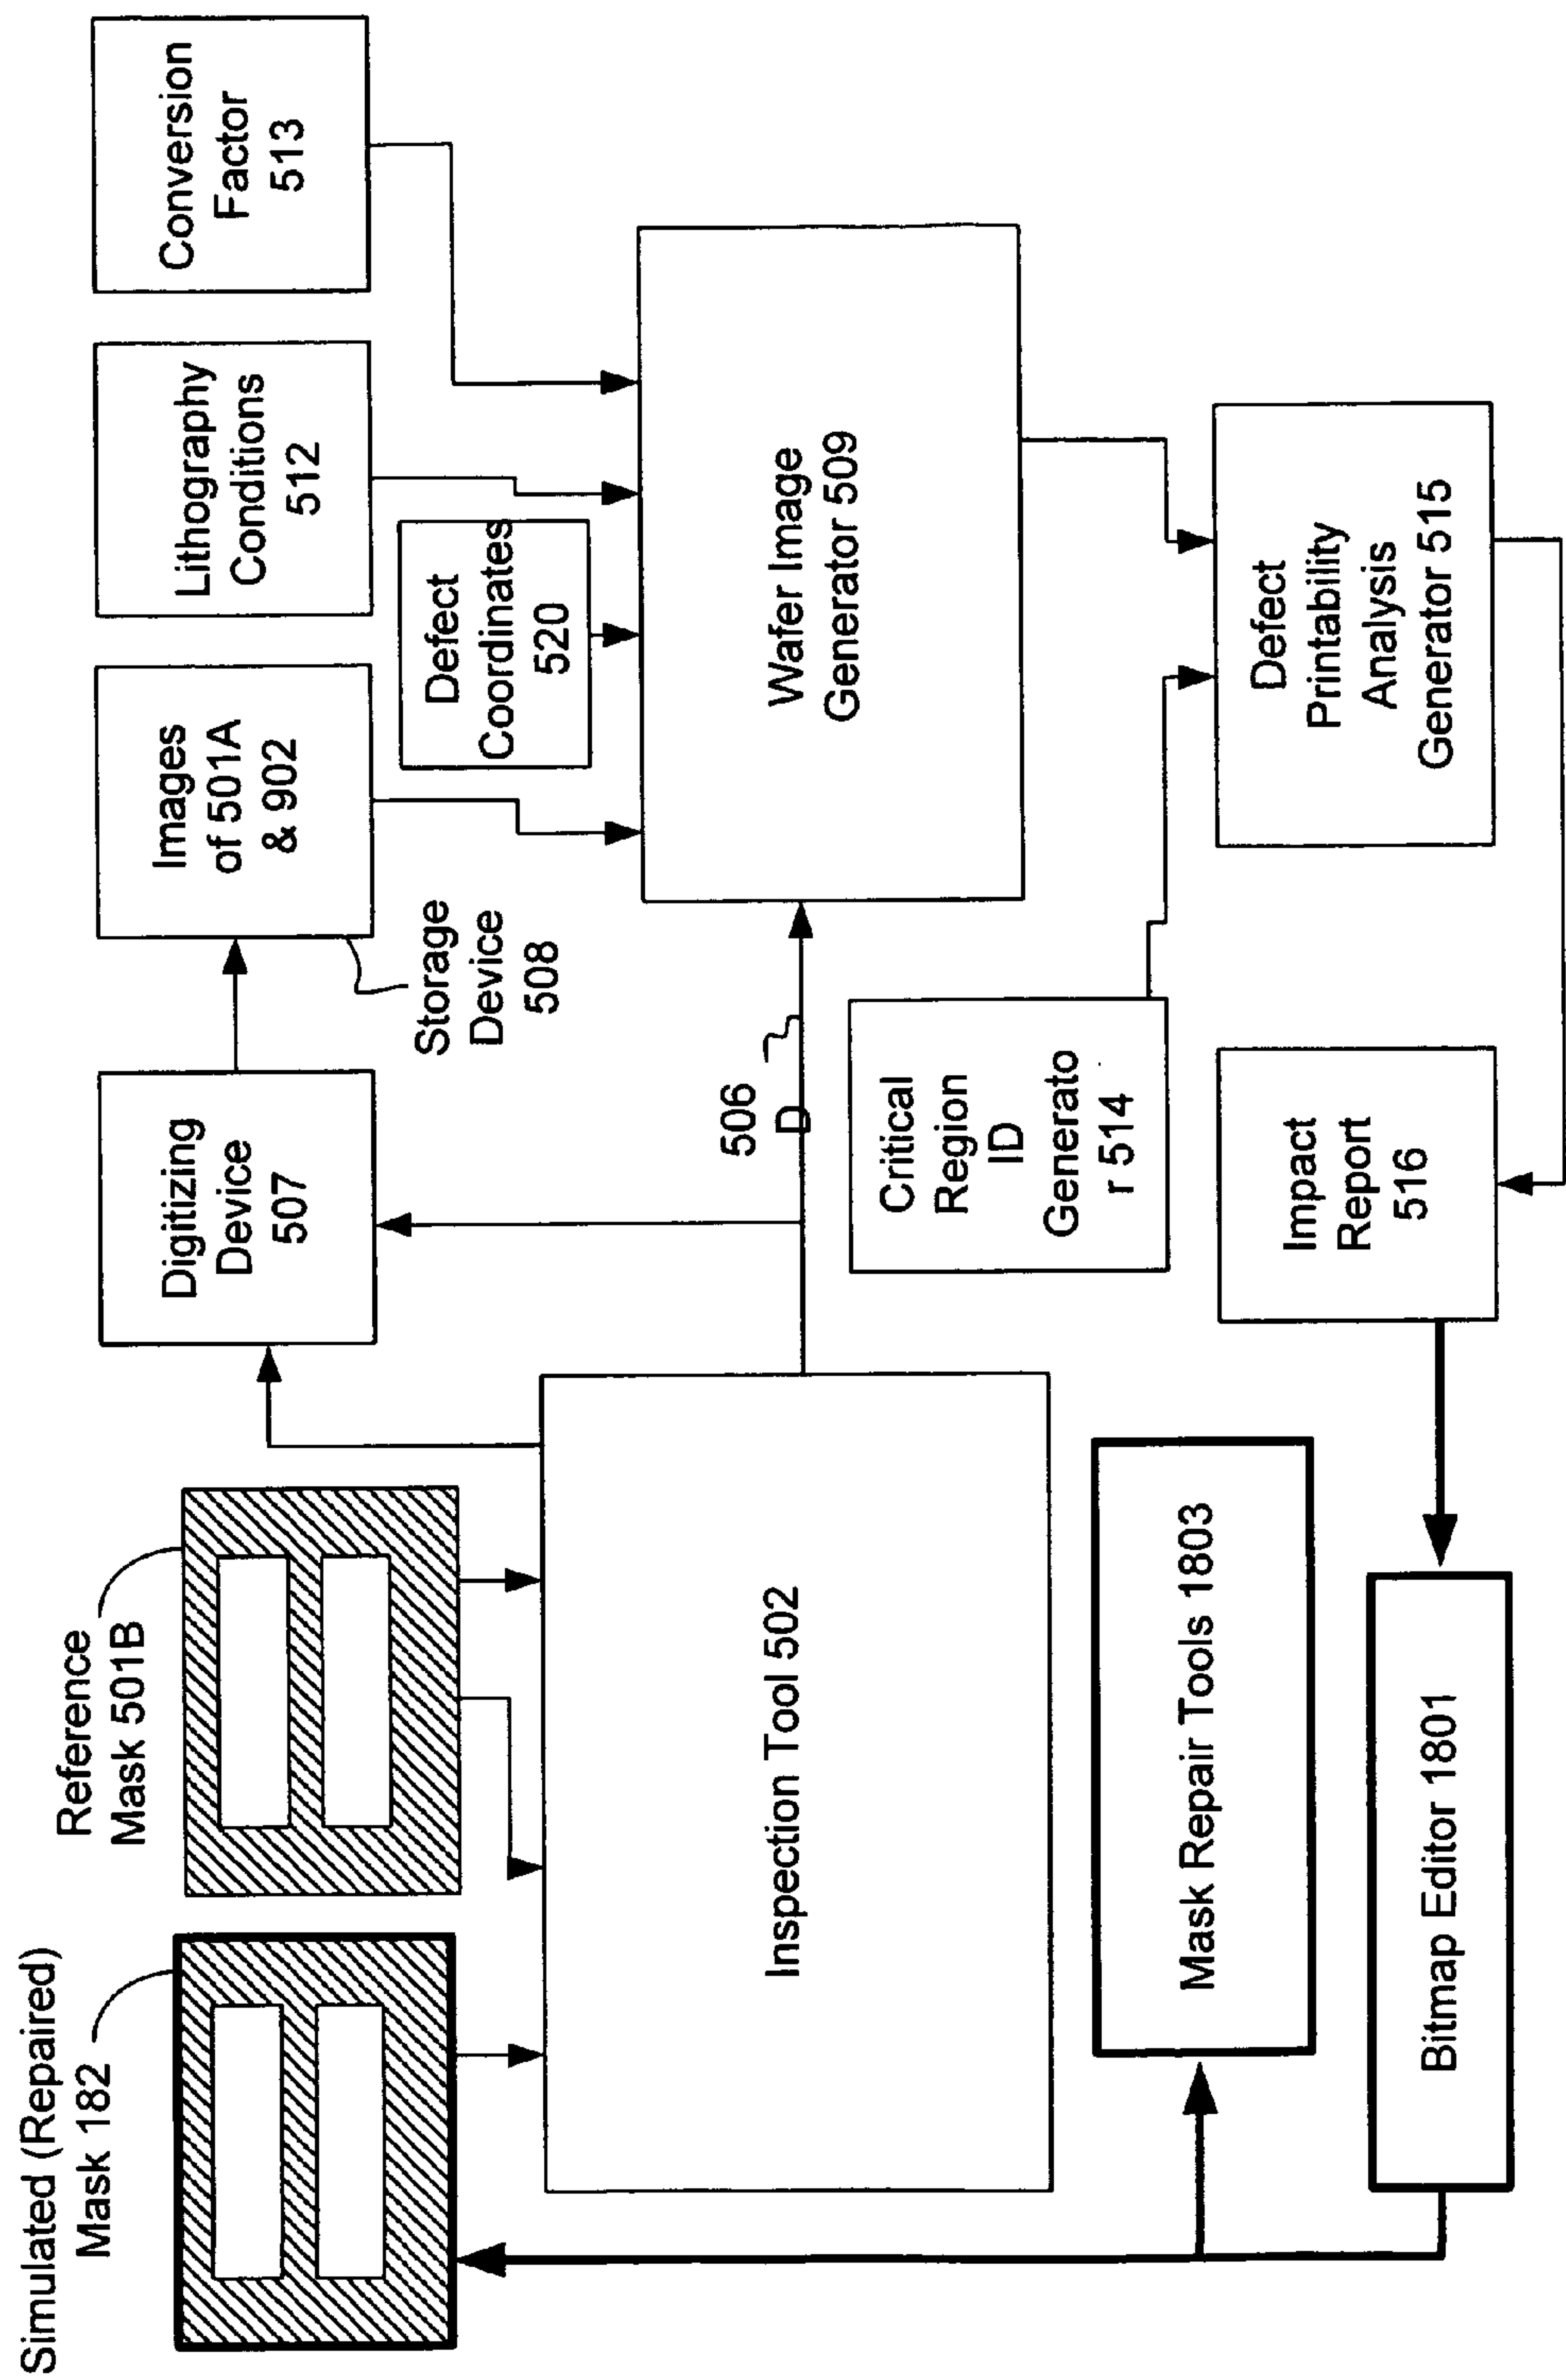 Simulated (Repaired)
Mask 182
Reference
Mask 501B
Digitizing
Device
507
Images
of 501A
& 902
Storage
Device
508
Lithography
Conditions
512
Conversion
Factor
513
Defect
Coordinates
520
Inspection Tool 502
506
D
Wafer Image
Generator 509
Critical
Region
ID
Generato
r 514
Mask Repair Tools 1803
Impact
Report
516
Defect
Printability
Analysis
Generator 515
Bitmap Editor 1801